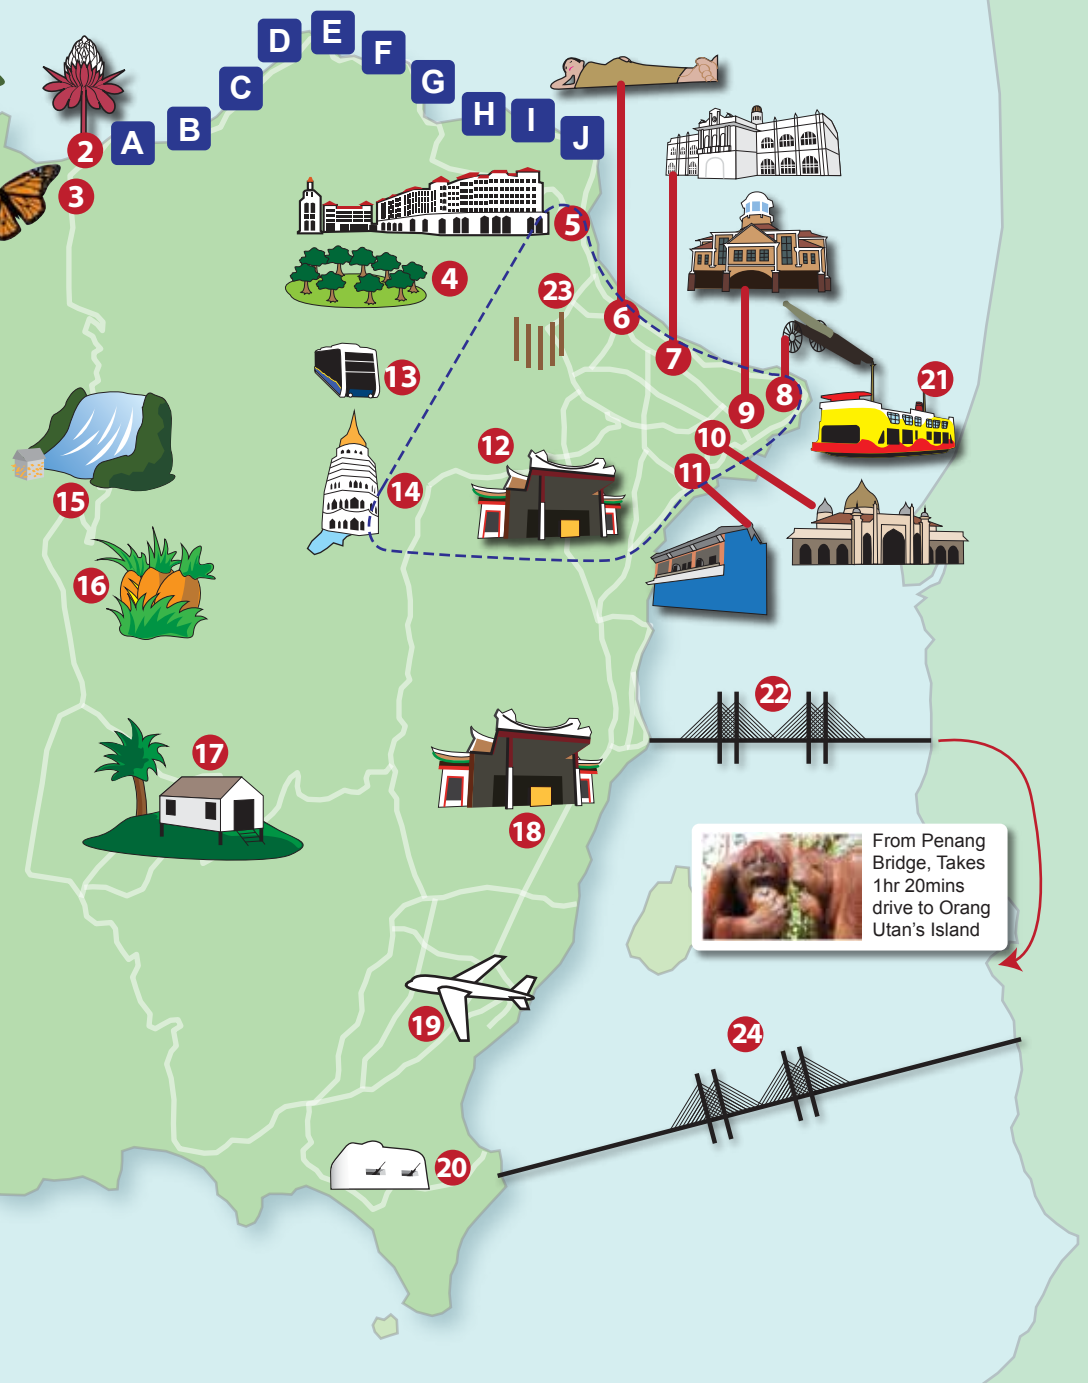 E
D
F
G
C
H
I
B
J
A
2
3
5
4
23
6
7
13
21
8
9
10
12
11
14
15
16
22
17
18
From Penang
Bridge, Takes
1hr 20mins
drive to Orang
Utan's Island
19
24
20